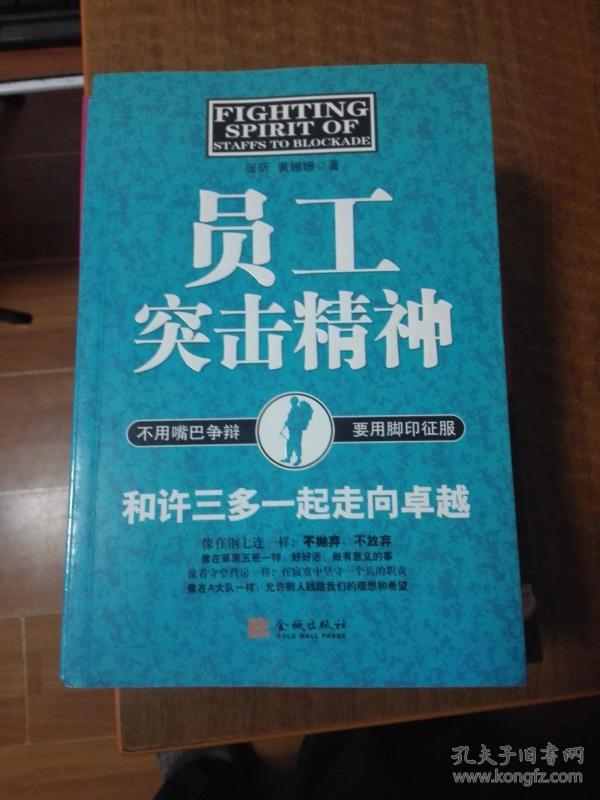 FIGHTING
SPIRIT OF
STAFFS TO BLOCKADE
张昕 黄姗姗◎著
员工
突击精神
不用嘴巴争辩 要用脚印征服
和许三多一起走向卓越
像在钢七连一样：不抛弃、不放弃
像在草原五班一样：好好活、做有意义的事
像看守空营房一样：在寂寞中坚守一个兵的职责
像在A大队一样：允许别人践踏我们的理想和希望
金城出版社
GOLD WALL PRESS
孔夫子旧書网
www.kongfz.com